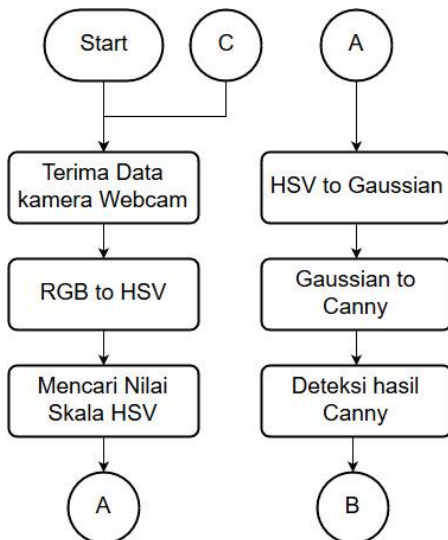 Start
C
Terima Data
kamera Webcam
RGB to HSV
Mencari Nilai
Skala HSV
A
A
HSV to Gaussian
Gaussian to
Canny
Deteksi hasil
Canny
B